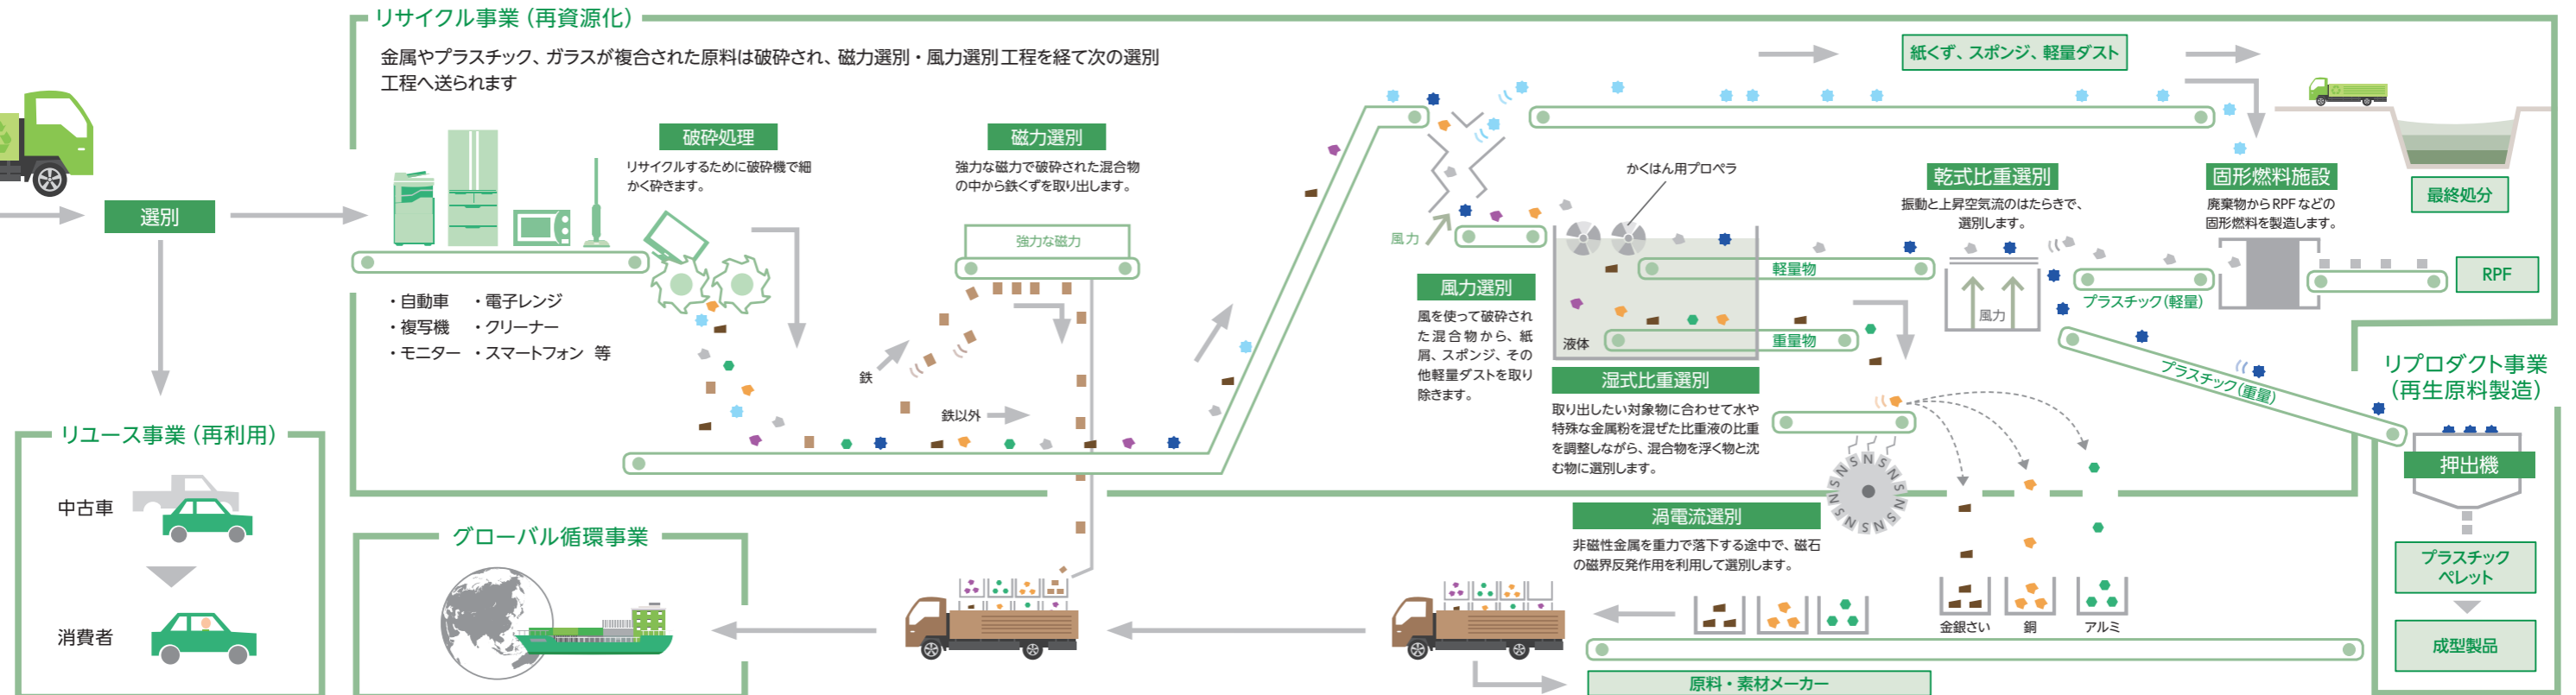 リサイクル事業（再資源化）
金属やプラスチック、ガラスが複合された原料は破砕され、磁力選別・風力選別工程を経て次の選別
工程へ送られます
選別
破砕処理
リサイクルするために破砕機で細
かく砕きます。
磁力選別
強力な磁力で破砕された混合物
の中から鉄くずを取り出します。
強力な磁力
・自動車　・電子レンジ
・複写機　・クリーナー
・モニター　・スマートフォン 等
鉄
鉄以外
風力
風力選別
風を使って破砕され
た混合物から、紙
屑、スポンジ、その
他軽量ダストを取り
除きます。
かくはん用プロペラ
軽量物
重量物
液体
湿式比重選別
取り出したい対象物に合わせて水や
特殊な金属粉を混ぜた比重液の比重
を調整しながら、混合物を浮く物と沈
む物に選別します。
紙くず、スポンジ、軽量ダスト
乾式比重選別
振動と上昇空気流のはたらきで、
選別します。
風力
プラスチック（軽量）
プラスチック（重量）
固形燃料施設
廃棄物からRPFなどの
固形燃料を製造します。
最終処分
RPF
渦電流選別
非磁性金属を重力で落下する途中で、磁石
の磁界反発作用を利用して選別します。
N S N S N S N S N S N S N S N S
金銀さい
銅
アルミ
原料・素材メーカー
リプロダクト事業
（再生原料製造）
押出機
プラスチック
ペレット
成型製品
リユース事業（再利用）
中古車
消費者
グローバル循環事業